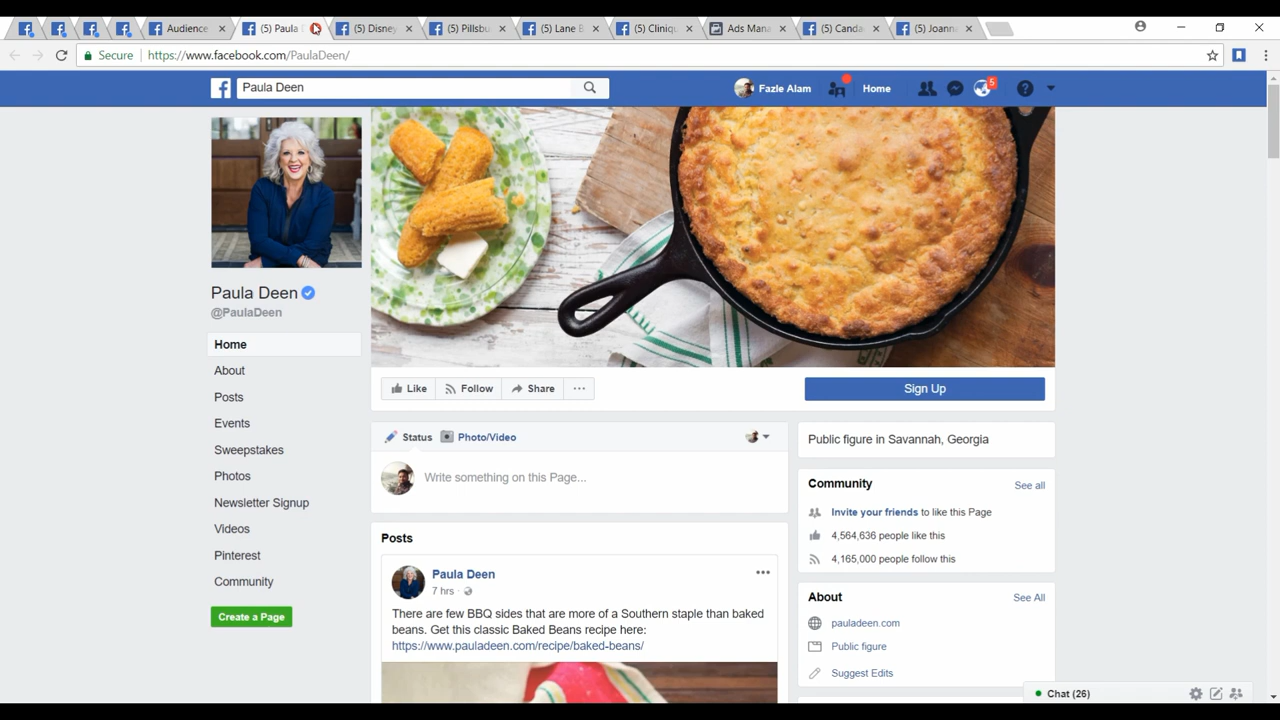 Audience
(5) Paula
(5) Disney
(5) Pillsbu
(5) Lane B
(5) Cliniqu
Ads Mana
(5) Canda
(5) Joann
Secure https://www.facebook.com/PaulaDeen/
Paula Deen
Fazle Alam
Home
5
Paula Deen
@PaulaDeen
Home
About
Posts
Events
Sweepstakes
Photos
Newsletter Signup
Videos
Pinterest
Community
Create a Page
Like
Follow
Share
Sign Up
Status
Photo/Video
Write something on this Page...
Posts
Paula Deen
7 hrs ·
There are few BBQ sides that are more of a Southern staple than baked
beans. Get this classic Baked Beans recipe here:
https://www.pauladeen.com/recipe/baked-beans/
Public figure in Savannah, Georgia
Community See all
Invite your friends to like this Page
4,564,636 people like this
4,165,000 people follow this
About See All
pauladeen.com
Public figure
Suggest Edits
Chat (26)